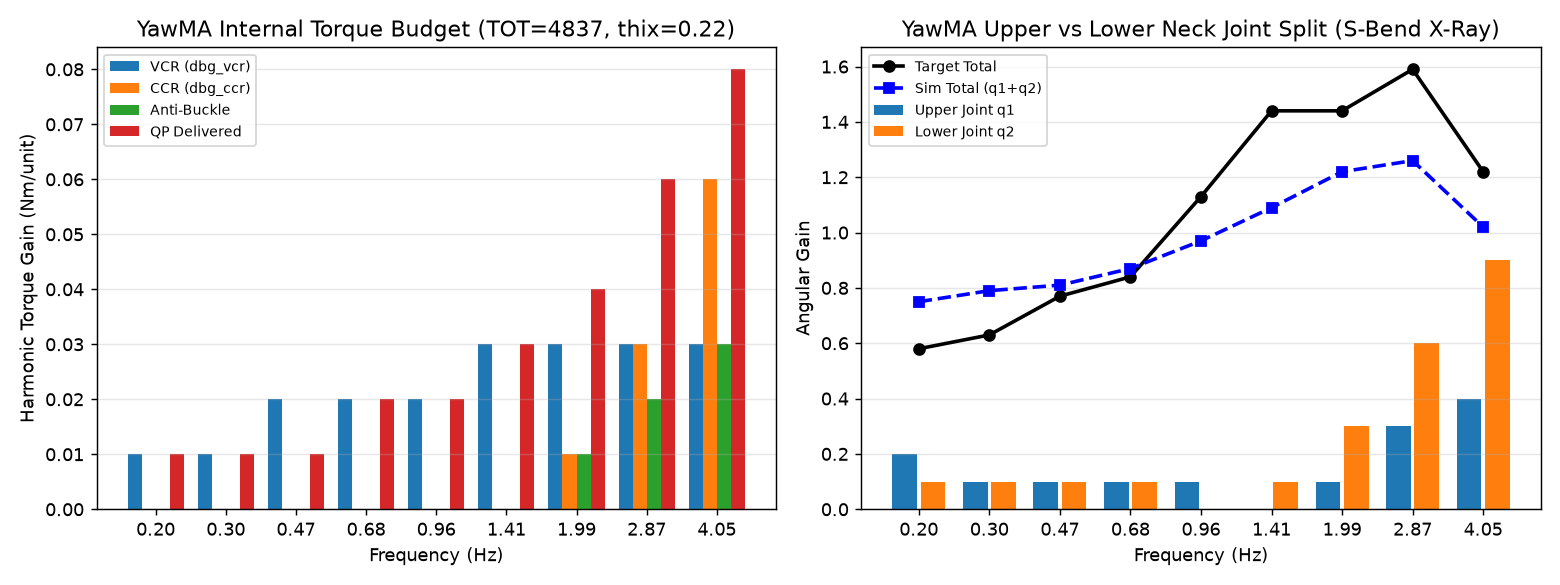 YawMA Internal Torque Budget (TOT=4837, thix=0.22)
Harmonic Torque Gain (Nm/unit)
0.08
0.07
0.06
0.05
0.04
0.03
0.02
0.01
0.00
VCR (dbg_vcr)
CCR (dbg_ccr)
Anti-Buckle
QP Delivered
0.20 0.30 0.47 0.68 0.96 1.41 1.99 2.87 4.05
Frequency (Hz)
YawMA Upper vs Lower Neck Joint Split (S-Bend X-Ray)
Angular Gain
1.6
1.4
1.2
1.0
0.8
0.6
0.4
0.2
0.0
Target Total
Sim Total (q1+q2)
Upper Joint q1
Lower Joint q2
0.20 0.30 0.47 0.68 0.96 1.41 1.99 2.87 4.05
Frequency (Hz)